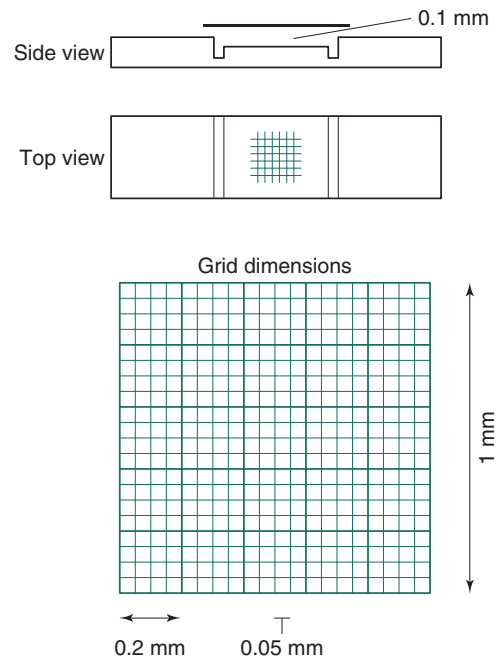 0.1 mm
Side view
Top view
Grid dimensions
1 mm
0.2 mm
0.05 mm